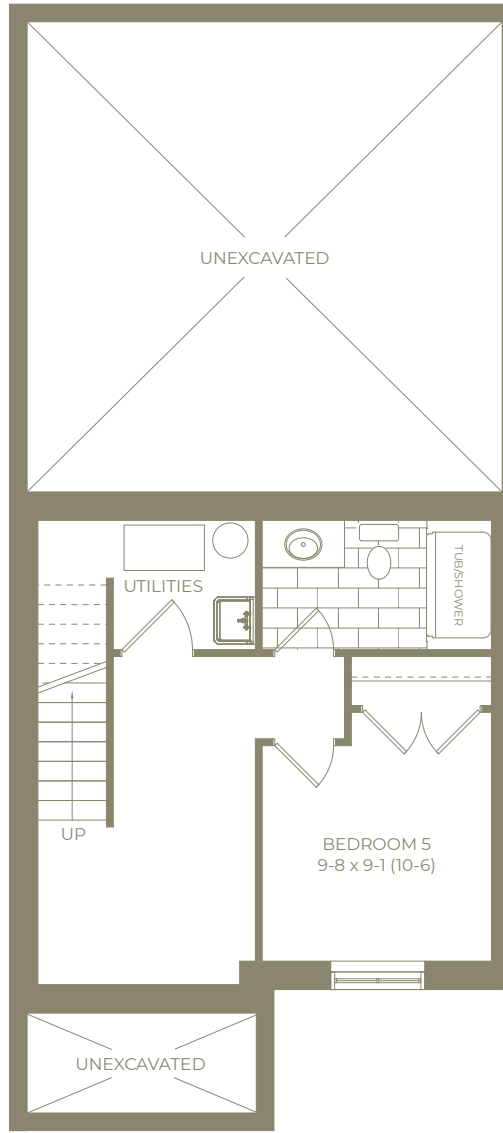 UNEXCAVATED
UTILITIES
TUB/SHOWER
UP
BEDROOM 5
9-8 x 9-1 (10-6)
UNEXCAVATED